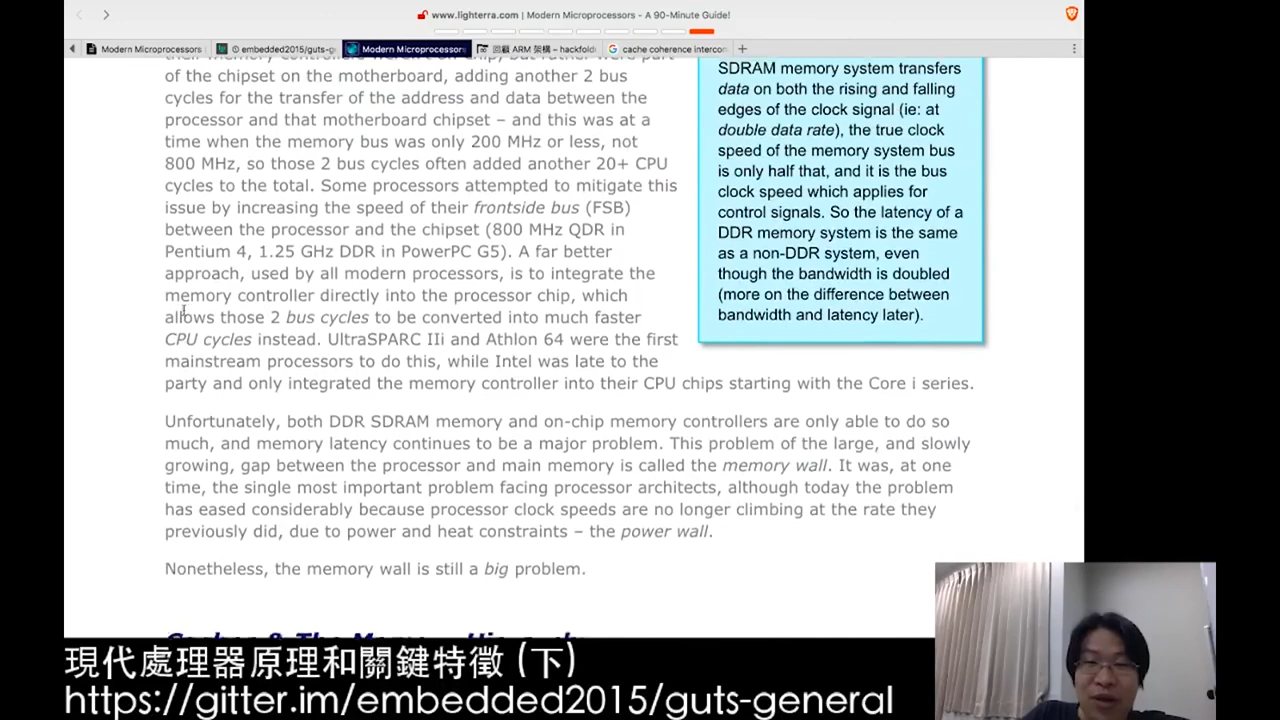 www.lighterra.com | Modern Microprocessors - A 90-Minute Guide!
Modern Microprocessors
embedded2015/guts-g
Modern Microprocessors
回顧 ARM 架構 – hackfold
cache coherence intercon
of the chipset on the motherboard, adding another 2 bus
cycles for the transfer of the address and data between the
processor and that motherboard chipset – and this was at a
time when the memory bus was only 200 MHz or less, not
800 MHz, so those 2 bus cycles often added another 20+ CPU
cycles to the total. Some processors attempted to mitigate this
issue by increasing the speed of their frontside bus (FSB)
between the processor and the chipset (800 MHz QDR in
Pentium 4, 1.25 GHz DDR in PowerPC G5). A far better
approach, used by all modern processors, is to integrate the
memory controller directly into the processor chip, which
allows those 2 bus cycles to be converted into much faster
CPU cycles instead. UltraSPARC IIi and Athlon 64 were the first
mainstream processors to do this, while Intel was late to the
party and only integrated the memory controller into their CPU chips starting with the Core i series.
SDRAM memory system transfers
data on both the rising and falling
edges of the clock signal (ie: at
double data rate), the true clock
speed of the memory system bus
is only half that, and it is the bus
clock speed which applies for
control signals. So the latency of a
DDR memory system is the same
as a non-DDR system, even
though the bandwidth is doubled
(more on the difference between
bandwidth and latency later).
Unfortunately, both DDR SDRAM memory and on-chip memory controllers are only able to do so
much, and memory latency continues to be a major problem. This problem of the large, and slowly
growing, gap between the processor and main memory is called the memory wall. It was, at one
time, the single most important problem facing processor architects, although today the problem
has eased considerably because processor clock speeds are no longer climbing at the rate they
previously did, due to power and heat constraints – the power wall.
Nonetheless, the memory wall is still a big problem.
現代處理器原理和關鍵特徵 (下)
https://gitter.im/embedded2015/guts-general